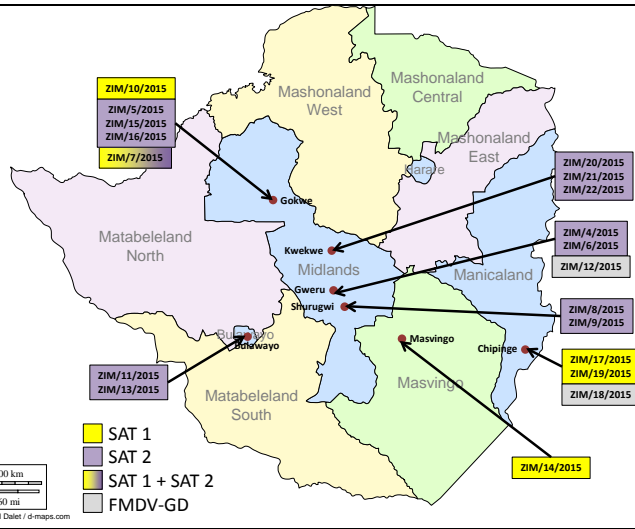 Mashonaland
Central
Mashonaland
West
Mashonaland
East
Harare
ZIM/10/2015
ZIM/5/2015
ZIM/15/2015
ZIM/16/2015
ZIM/7/2015
ZIM/20/2015
ZIM/21/2015
ZIM/22/2015
Gokwe
Matabeleland
North
Kwekwe
Midlands
Gweru
Shurugwi
ZIM/4/2015
ZIM/6/2015
ZIM/12/2015
Manicaland
ZIM/8/2015
ZIM/9/2015
Bulawayo
Bulawayo
Masvingo
Chipinge
ZIM/11/2015
ZIM/13/2015
Matabeleland
South
Masvingo
ZIM/17/2015
ZIM/19/2015
ZIM/18/2015
ZIM/14/2015
SAT 1
SAT 2
SAT 1 + SAT 2
FMDV-GD
00 km
mi
Dalet / d-maps.com